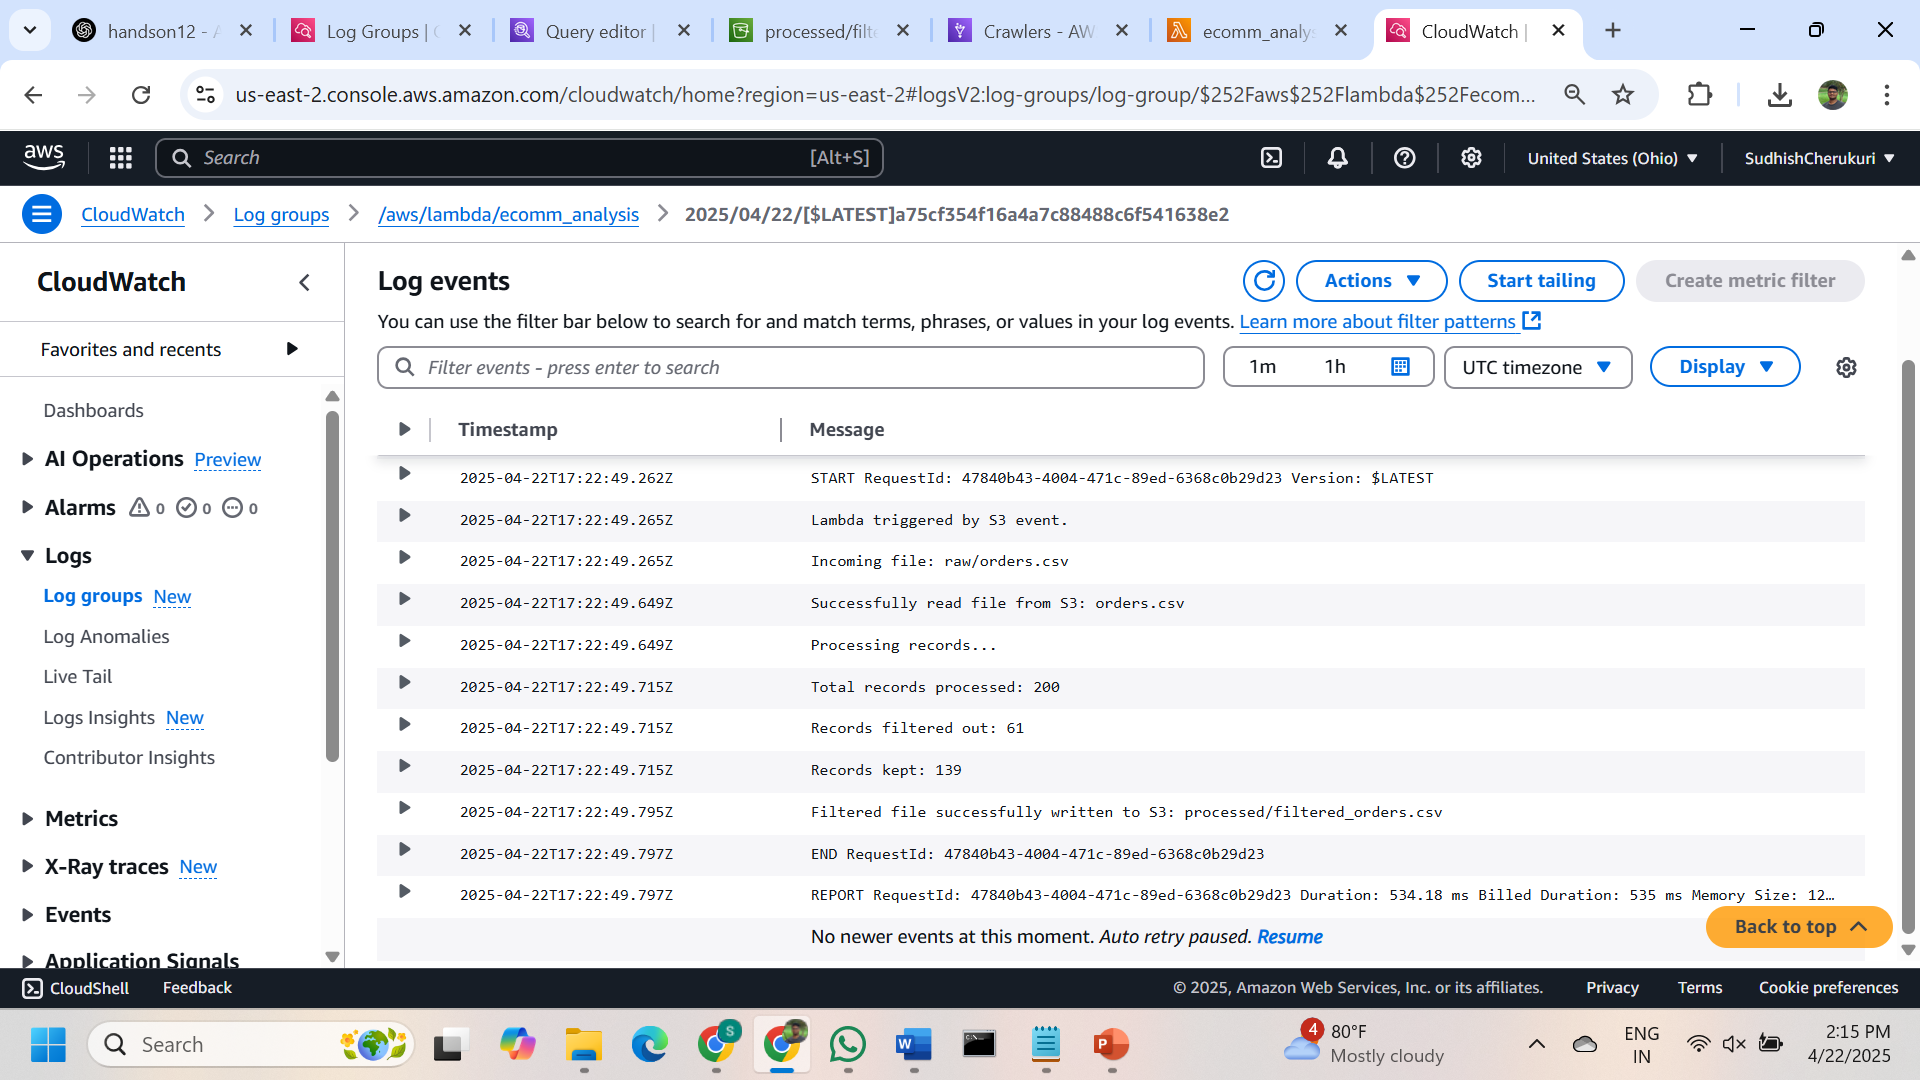 handson12 - A
Log Groups | C
Query editor |
processed/filte
Crawlers - AW
ecomm_analys
CloudWatch |
us-east-2.console.aws.amazon.com/cloudwatch/home?region=us-east-2#logsV2:log-groups/log-group/$252Faws$252Flambda$252Fecom...
aws
Search
[Alt+S]
United States (Ohio)
SudhishCherukuri
CloudWatch
Log groups
/aws/lambda/ecomm_analysis
2025/04/22/[$LATEST]a75cf354f16a4a7c88488c6f541638e2
CloudWatch
Favorites and recents
Dashboards
AI Operations Preview
Alarms 0 0 0
Logs
Log groups New
Log Anomalies
Live Tail
Logs Insights New
Contributor Insights
Metrics
X-Ray traces New
Events
Application Signals
Log events
Actions
Start tailing
Create metric filter
You can use the filter bar below to search for and match terms, phrases, or values in your log events. Learn more about filter patterns
Filter events - press enter to search
1m
1h
UTC timezone
Display
Timestamp Message
2025-04-22T17:22:49.262Z START RequestId: 47840b43-4004-471c-89ed-6368c0b29d23 Version: $LATEST
2025-04-22T17:22:49.265Z Lambda triggered by S3 event.
2025-04-22T17:22:49.265Z Incoming file: raw/orders.csv
2025-04-22T17:22:49.649Z Successfully read file from S3: orders.csv
2025-04-22T17:22:49.649Z Processing records...
2025-04-22T17:22:49.715Z Total records processed: 200
2025-04-22T17:22:49.715Z Records filtered out: 61
2025-04-22T17:22:49.715Z Records kept: 139
2025-04-22T17:22:49.795Z Filtered file successfully written to S3: processed/filtered_orders.csv
2025-04-22T17:22:49.797Z END RequestId: 47840b43-4004-471c-89ed-6368c0b29d23
2025-04-22T17:22:49.797Z REPORT RequestId: 47840b43-4004-471c-89ed-6368c0b29d23 Duration: 534.18 ms Billed Duration: 535 ms Memory Size: 12…
No newer events at this moment. Auto retry paused. Resume
Back to top
CloudShell
Feedback
© 2025, Amazon Web Services, Inc. or its affiliates.
Privacy
Terms
Cookie preferences
Search
S
W
P
4
80°F
Mostly cloudy
ENG
IN
2:15 PM
4/22/2025